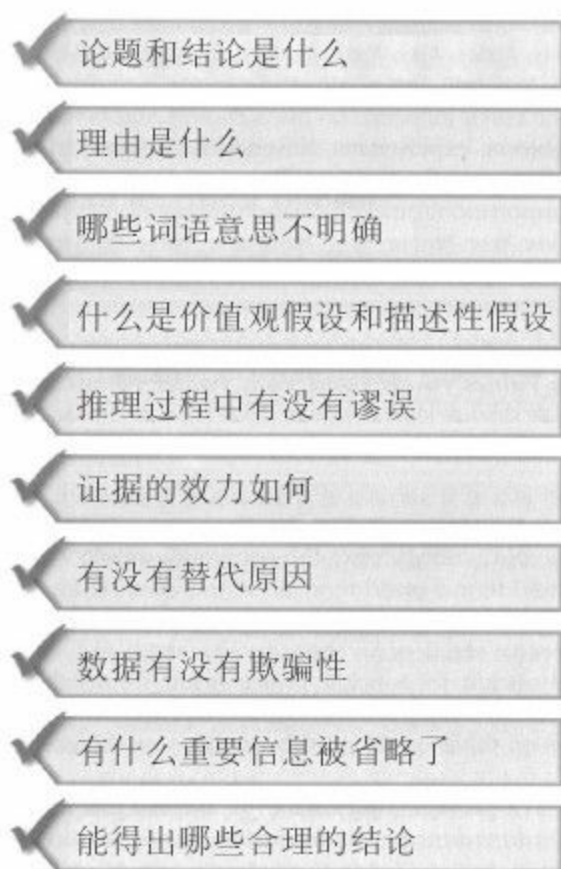 论题和结论是什么
理由是什么
哪些词语意思不明确
什么是价值观假设和描述性假设
推理过程中有没有谬误
证据的效力如何
有没有替代原因
数据有没有欺骗性
有什么重要信息被省略了
能得出哪些合理的结论